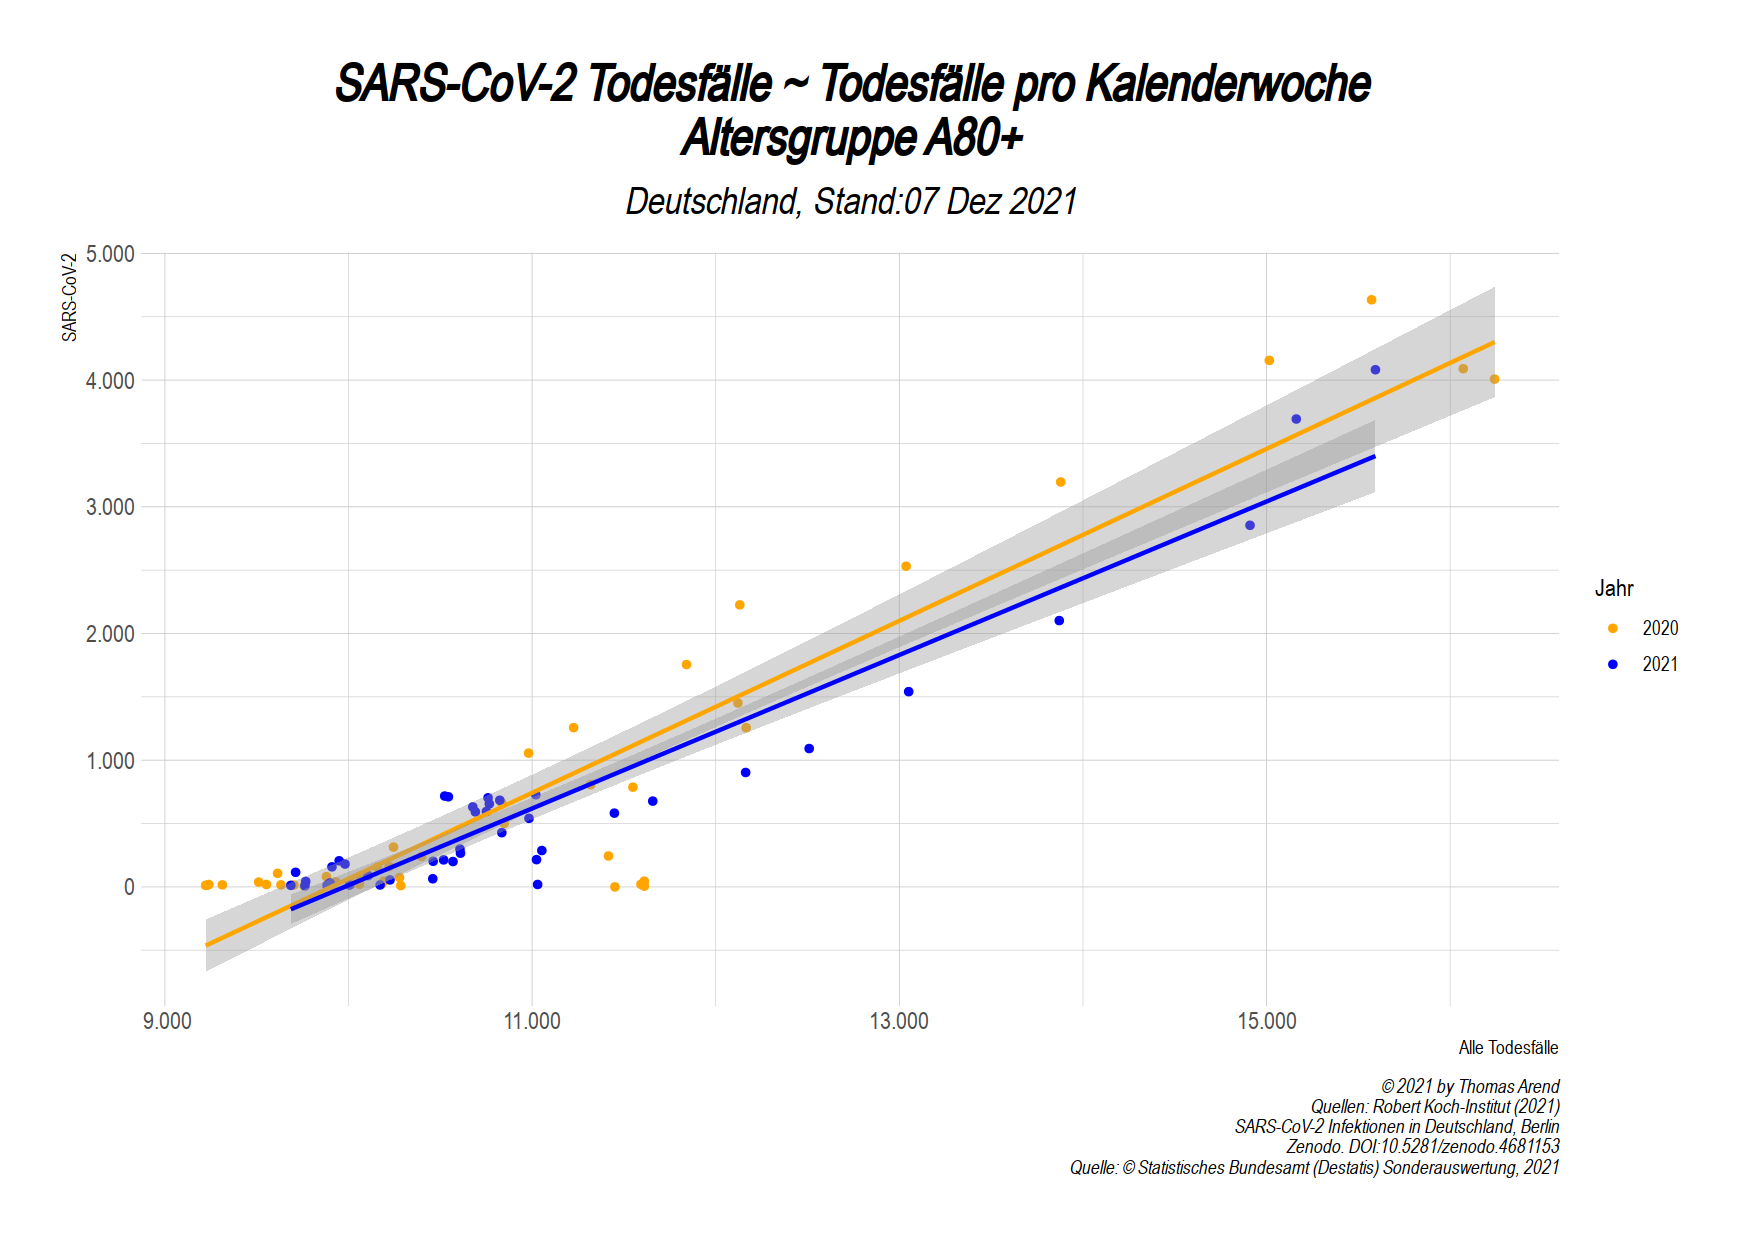 SARS-CoV-2 Todesfälle ~ Todesfälle pro Kalenderwoche
Altersgruppe A80+
Deutschland, Stand:07 Dez 2021
SARS-CoV-2
5.000
4.000
3.000
2.000
1.000
0
9.000
11.000
13.000
15.000
Alle Todesfälle
Jahr
2020
2021
© 2021 by Thomas Arend
Quellen: Robert Koch-Institut (2021)
SARS-CoV-2 Infektionen in Deutschland, Berlin
Zenodo. DOI:10.5281/zenodo.4681153
Quelle: © Statistisches Bundesamt (Destatis) Sonderauswertung, 2021